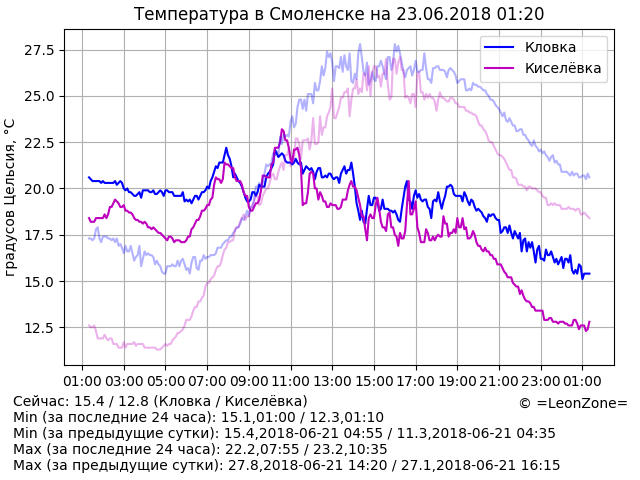 Температура в Смоленске на 23.06.2018 01:20
Кловка
Киселёвка
градусов Цельсия, °C
27.5
25.0
22.5
20.0
17.5
15.0
12.5
01:00 03:00 05:00 07:00 09:00 11:00 13:00 15:00 17:00 19:00 21:00 23:00 01:00
Сейчас: 15.4 / 12.8 (Кловка / Киселёвка)
© =LeonZone=
Min (за последние 24 часа): 15.1,01:00 / 12.3,01:10
Min (за предыдущие сутки): 15.4,2018-06-21 04:55 / 11.3,2018-06-21 04:35
Max (за последние 24 часа): 22.2,07:55 / 23.2,10:35
Max (за предыдущие сутки): 27.8,2018-06-21 14:20 / 27.1,2018-06-21 16:15